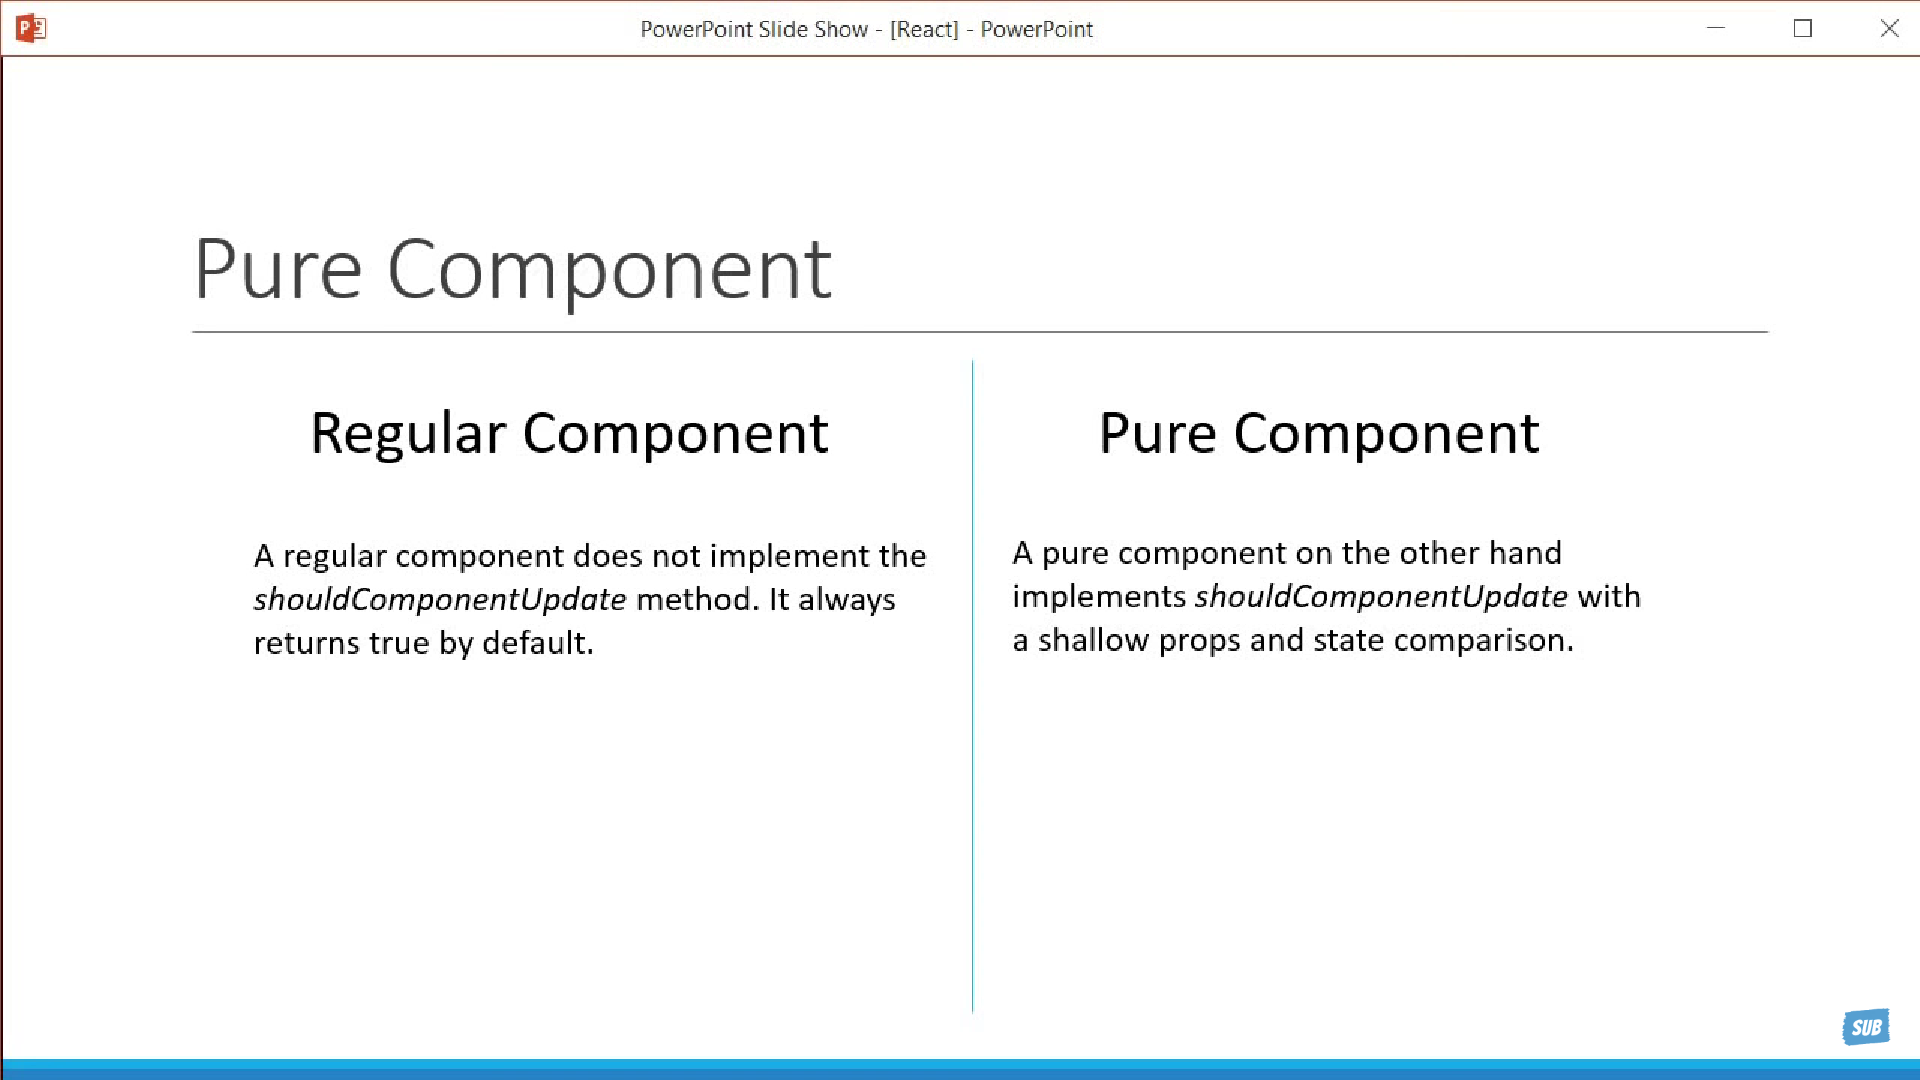 PowerPoint Slide Show - [React] - PowerPoint
Pure Component
Regular Component
A regular component does not implement the
shouldComponentUpdate method. It always
returns true by default.
Pure Component
A pure component on the other hand
implements shouldComponentUpdate with
a shallow props and state comparison.
SUB